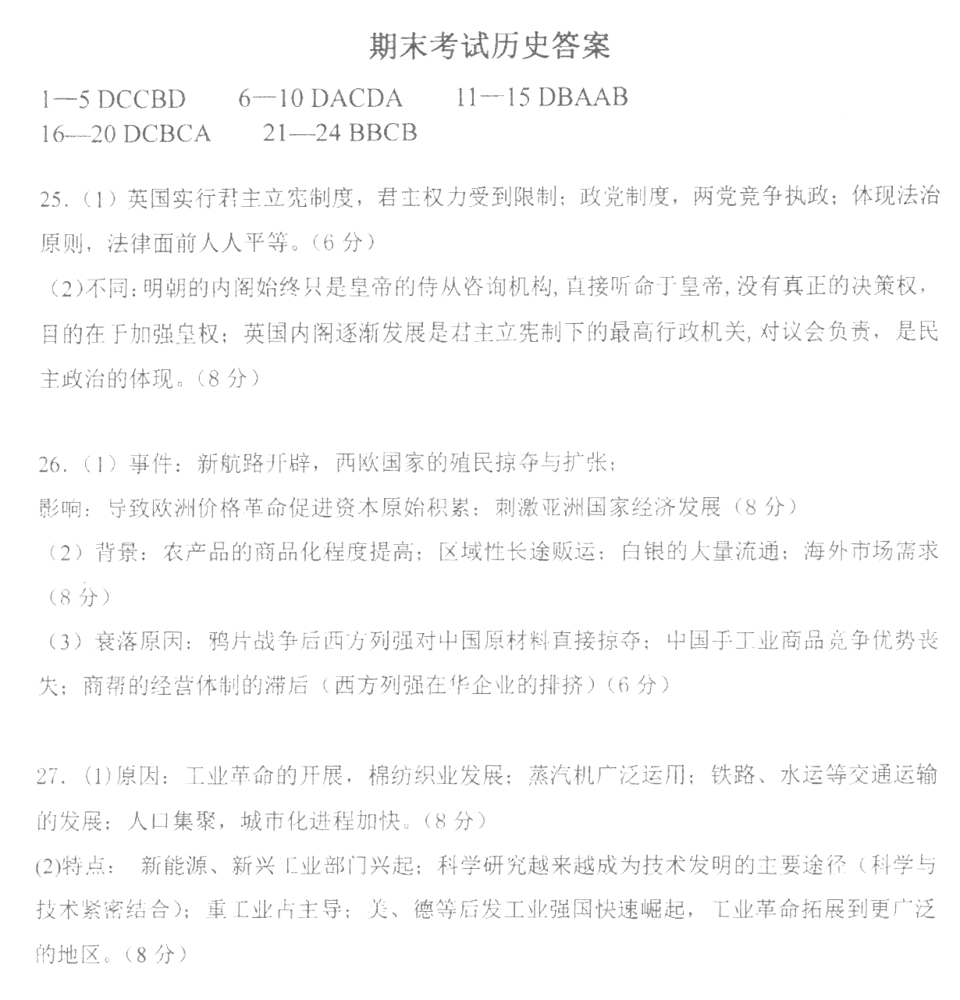 期末考试历史答案
1—5 DCCBD 6—10 DACDA 11—15 DBAAB
16—20 DCBCA 21—24 BBCB
25.（1）英国实行君主立宪制度，君主权力受到限制；政党制度，两党竞争执政；体现法治
原则，法律面前人人平等。（6 分）
（2)不同:明朝的内阁始终只是皇帝的侍从咨询机构,直接听命于皇帝,没有真正的决策权，
目的在于加强皇权；英国内阁逐渐发展是君主立宪制下的最高行政机关,对议会负责，是民
主政治的体现。（8 分）
26.（1）事件：新航路开辟，西欧国家的殖民掠夺与扩张；
影响：导致欧洲价格革命促进资本原始积累；刺激亚洲国家经济发展（8 分）
（2）背景：农产品的商品化程度提高；区域性长途贩运；白银的大量流通；海外市场需求
（8 分）
（3）衰落原因：鸦片战争后西方列强对中国原材料直接掠夺；中国手工业商品竞争优势丧
失；商帮的经营体制的滞后（西方列强在华企业的排挤）（6 分）
27.（1)原因：工业革命的开展，棉纺织业发展；蒸汽机广泛运用；铁路、水运等交通运输
的发展；人口集聚，城市化进程加快。（8 分）
(2)特点： 新能源、新兴工业部门兴起；科学研究越来越成为技术发明的主要途径（科学与
技术紧密结合）；重工业占主导；美、德等后发工业强国快速崛起，工业革命拓展到更广泛
的地区。（8 分）